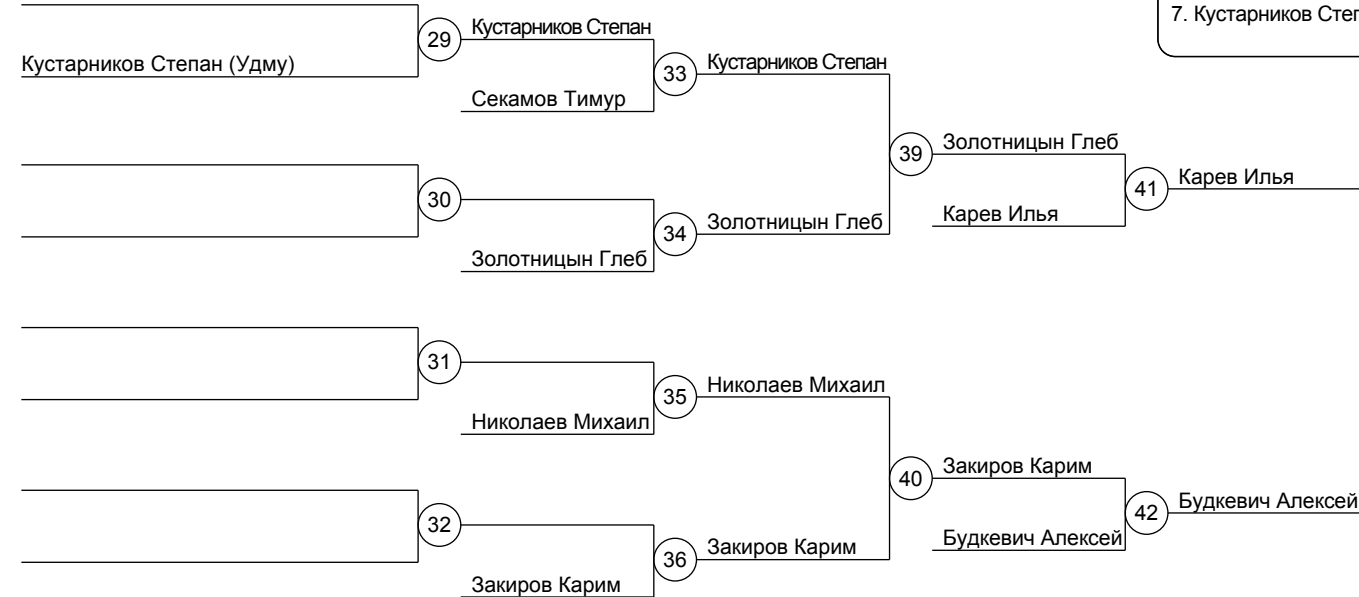 7. Кустарников Степ
29
Кустарников Степан
Кустарников Степан (Удму)
33
Кустарников Степан
Секамов Тимур
39
Золотницын Глеб
41
Карев Илья
30
Карев Илья
34
Золотницын Глеб
Золотницын Глеб
31
35
Николаев Михаил
Николаев Михаил
40
Закиров Карим
42
Будкевич Алексей
32
Будкевич Алексей
36
Закиров Карим
Закиров Карим